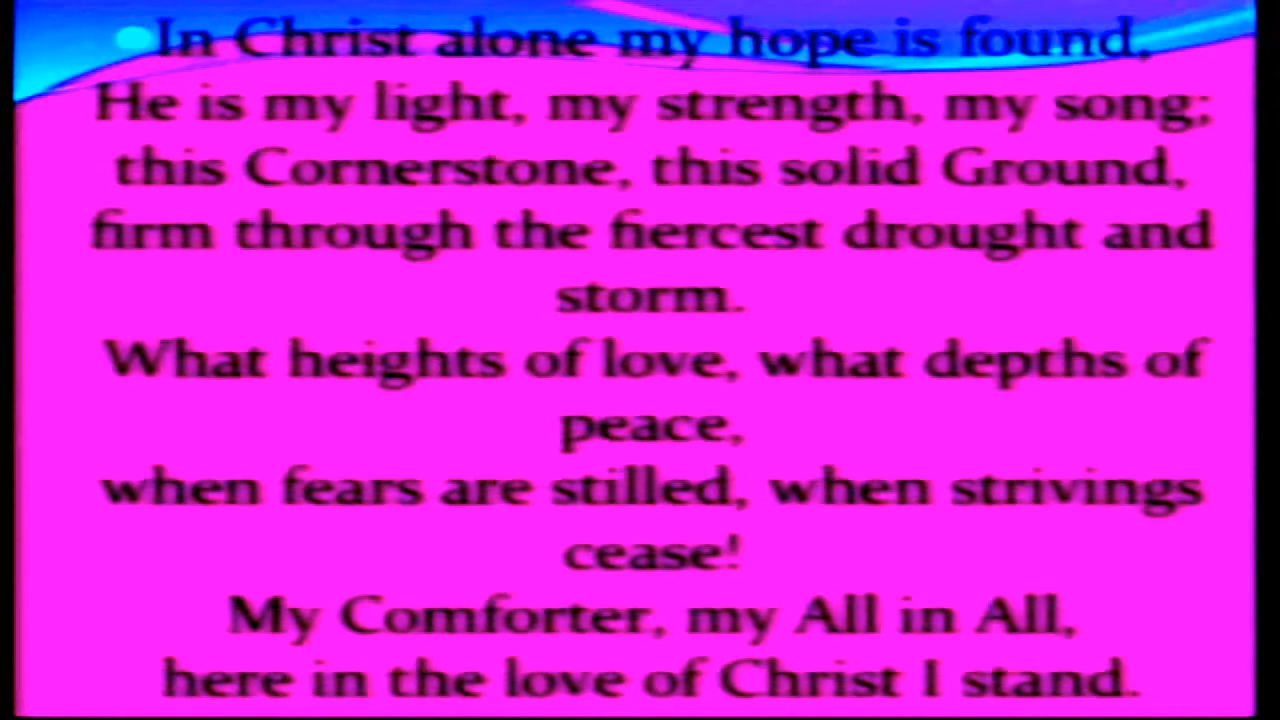 In Christ alone my hope is found,
He is my light, my strength, my song;
this Cornerstone, this solid Ground,
firm through the fiercest drought and
storm.
What heights of love, what depths of
peace,
when fears are stilled, when strivings
cease!
My Comforter, my All in All,
here in the love of Christ I stand.